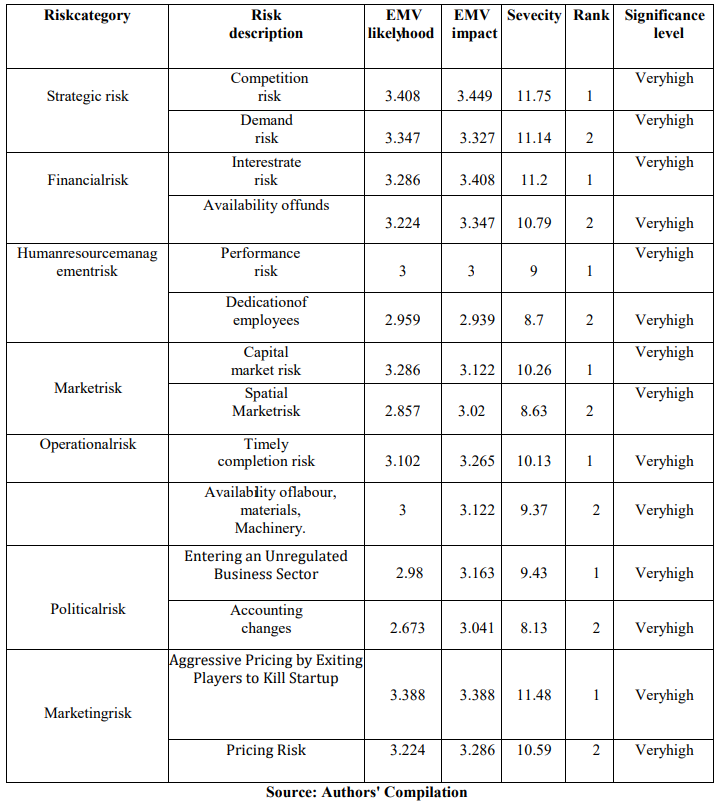 Riskcategory Risk description EMV likelyhood EMV impact Sevecity Rank Significance level
Strategic risk Competition risk 3.408 3.449 11.75 1 Veryhigh
Demand risk 3.347 3.327 11.14 2 Veryhigh
Financialrisk Interestrate risk 3.286 3.408 11.2 1 Veryhigh
Availability offunds 3.224 3.347 10.79 2 Veryhigh
Humanresourcemanag ementrisk Performance risk 3 3 9 1 Veryhigh
Dedicationof employees 2.959 2.939 8.7 2 Veryhigh
Marketrisk Capital market risk 3.286 3.122 10.26 1 Veryhigh
Spatial Marketrisk 2.857 3.02 8.63 2 Veryhigh
Operationalrisk Timely completion risk 3.102 3.265 10.13 1 Veryhigh
Availability oflabour, materials, Machinery. 3 3.122 9.37 2 Veryhigh
Politicalrisk Entering an Unregulated Business Sector 2.98 3.163 9.43 1 Veryhigh
Accounting changes 2.673 3.041 8.13 2 Veryhigh
Marketingrisk Aggressive Pricing by Exiting Players to Kill Startup 3.388 3.388 11.48 1 Veryhigh
Pricing Risk 3.224 3.286 10.59 2 Veryhigh
Source: Authors' Compilation